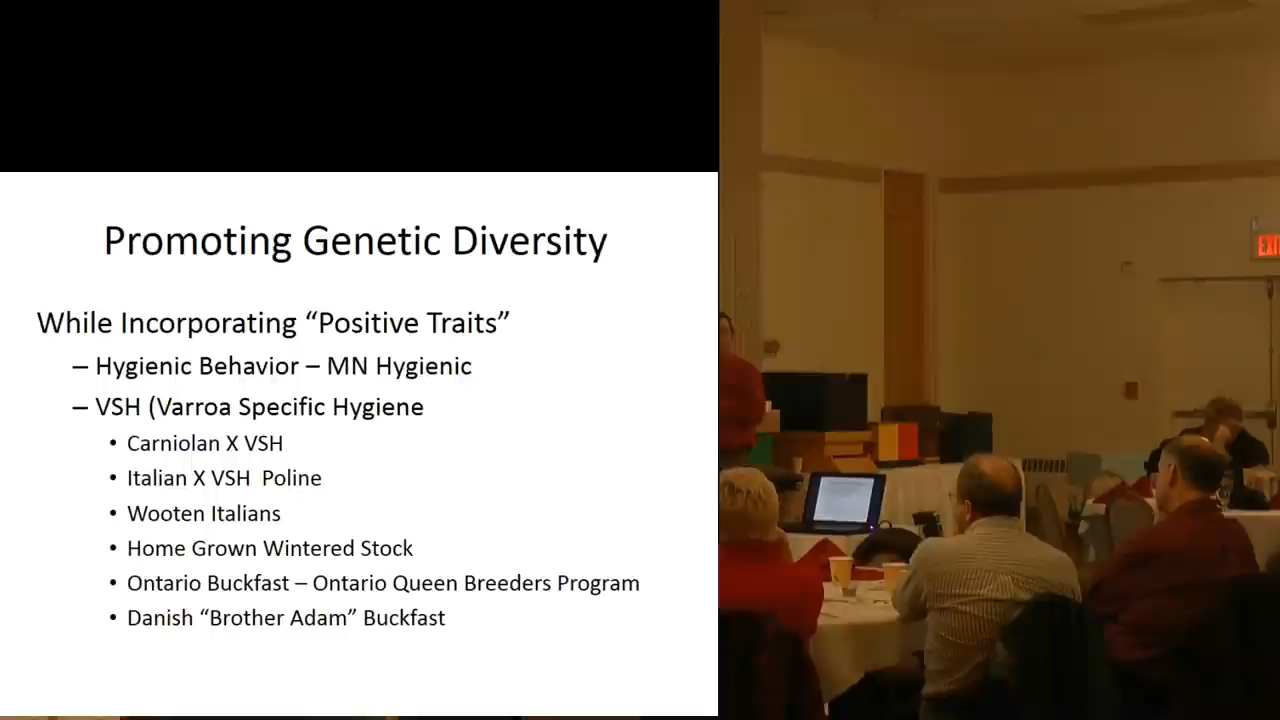 Promoting Genetic Diversity
While Incorporating “Positive Traits”
– Hygienic Behavior – MN Hygienic
– VSH (Varroa Specific Hygiene
• Carniolan X VSH
• Italian X VSH  Poline
• Wooten Italians
• Home Grown Wintered Stock
• Ontario Buckfast – Ontario Queen Breeders Program
• Danish “Brother Adam” Buckfast